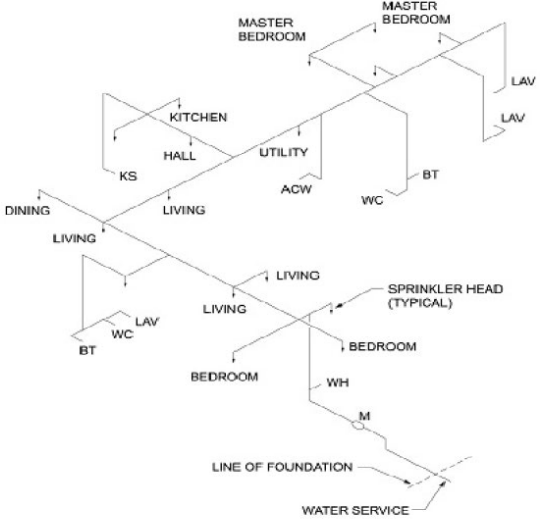 MASTER
BEDROOM
MASTER
BEDROOM
LAV
LAV
KITCHEN
HALL
UTILITY
KS
ACW
WC
BT
DINING
LIVING
LIVING
LIVING
LIVING
SPRINKLER HEAD
(TYPICAL)
LAV
WC
BT
BEDROOM
BEDROOM
WH
M
LINE OF FOUNDATION
WATER SERVICE